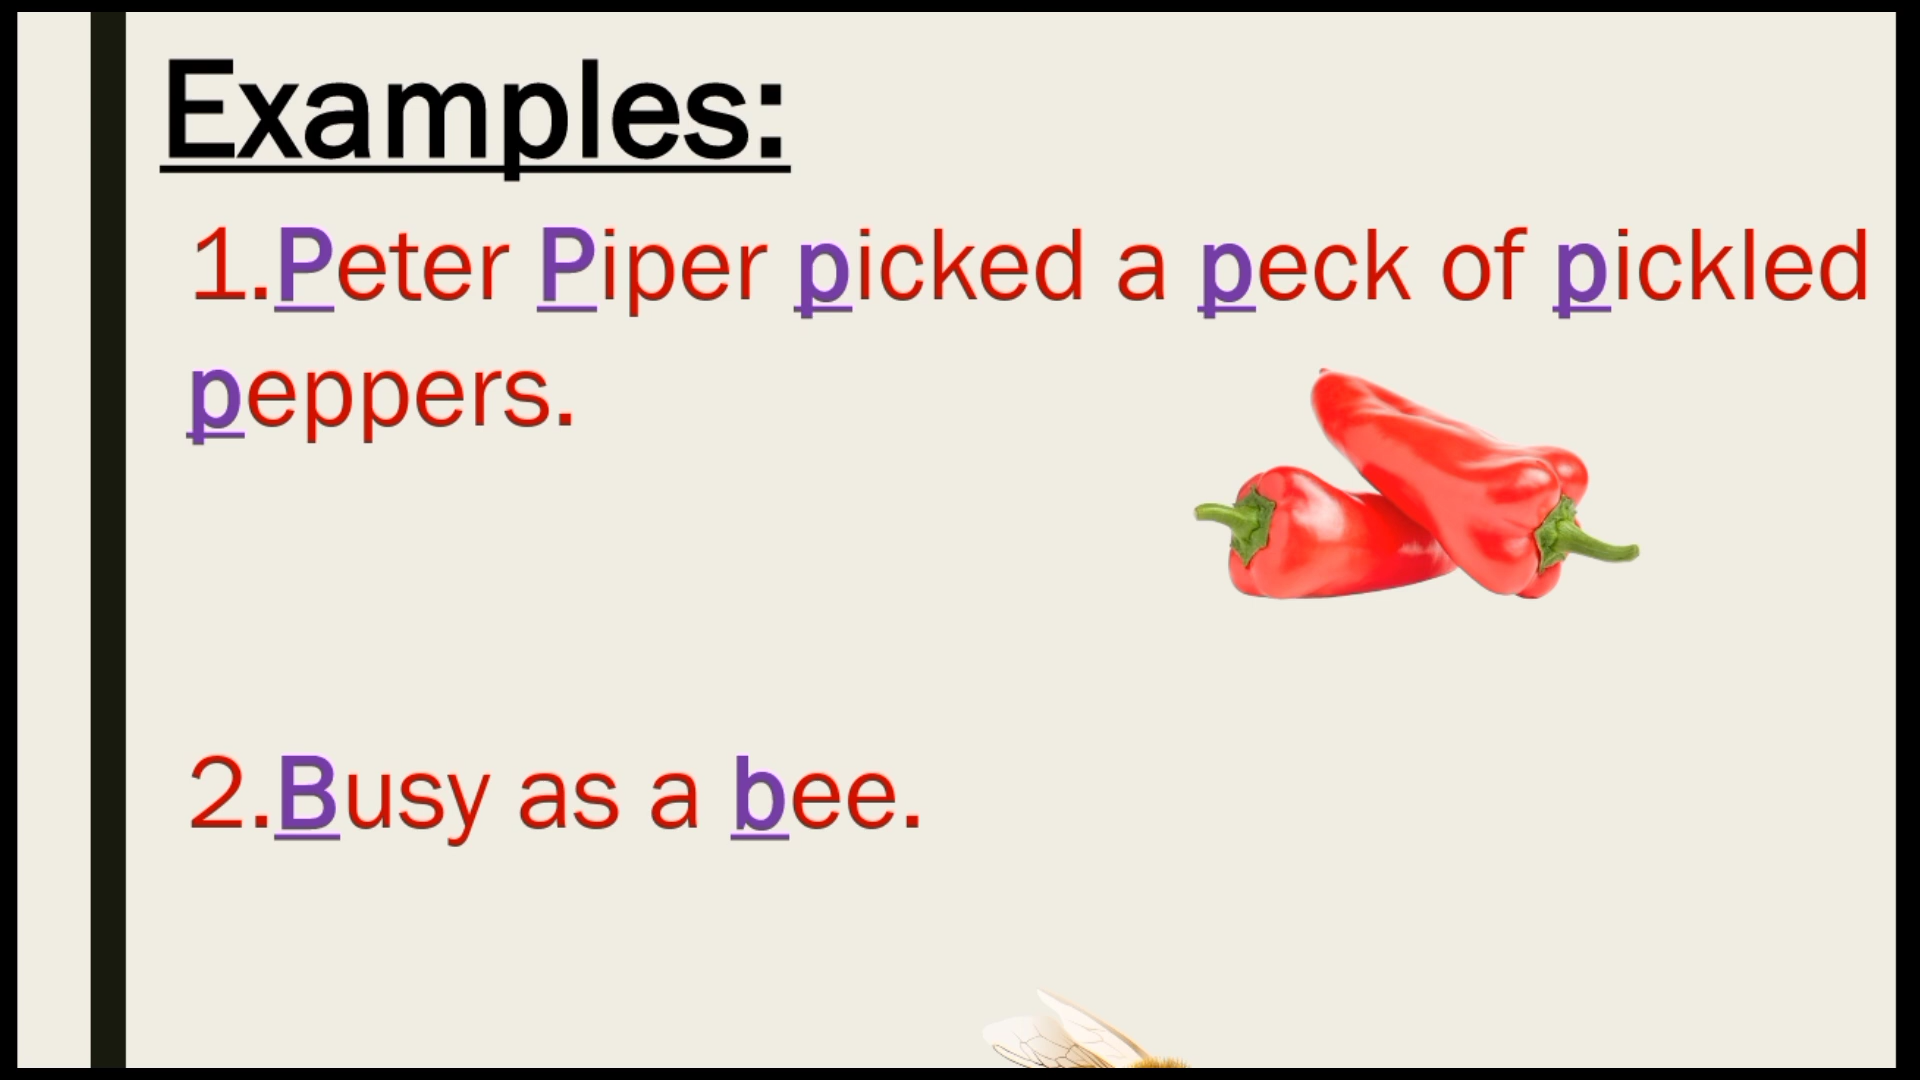 Examples:
1.Peter Piper picked a peck of pickled
peppers.
2.Busy as a bee.